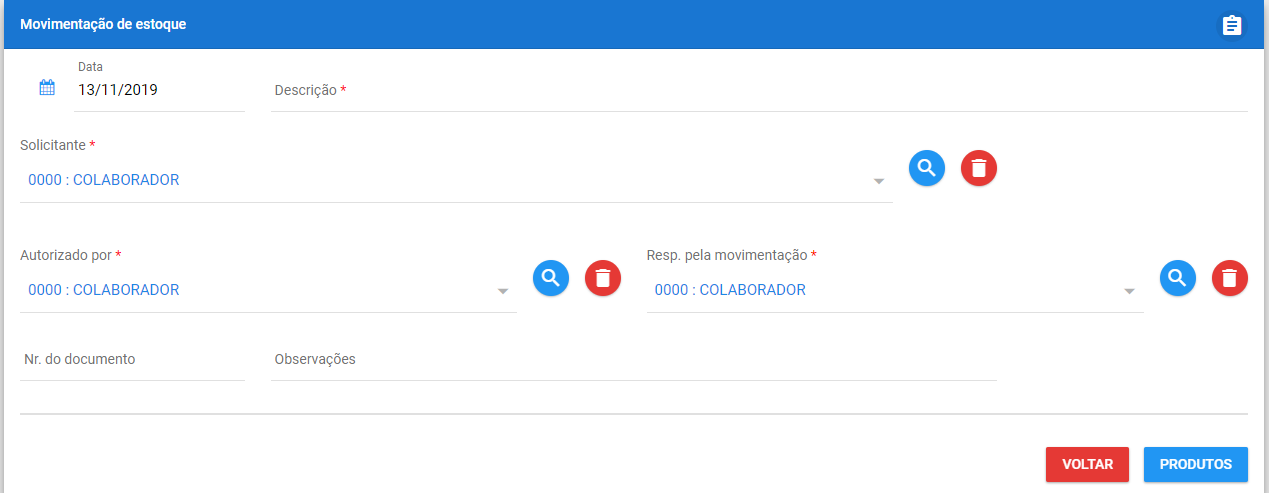 Movimentação de estoque
Data
13/11/2019
Descrição *
Solicitante *
0000 : COLABORADOR
Autorizado por *
0000 : COLABORADOR
Resp. pela movimentação *
0000 : COLABORADOR
Nr. do documento
Observações
VOLTAR
PRODUTOS